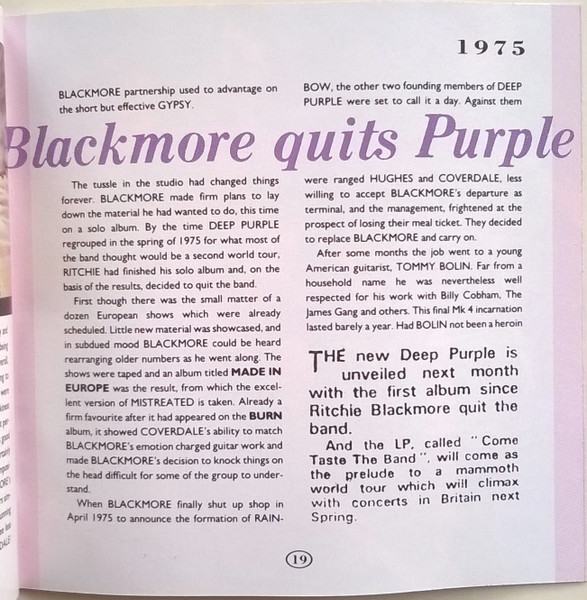 1975
BLACKMORE partnership used to advantage on
the short but effective GYPSY.
Blackmore quits Purple
The tussle in the studio had changed things
forever. BLACKMORE made firm plans to lay
down the material he had wanted to do, this time
on a solo album. By the time DEEP PURPLE
regrouped in the spring of 1975 for what most of
the band thought would be a second world tour,
RITCHIE had finished his solo album and, on the
basis of the results, decided to quit the band.
First though there was the small matter of a
dozen European shows which were already
scheduled. Little new material was showcased, and
in subdued mood BLACKMORE could be heard
rearranging older numbers as he went along. The
shows were taped and an album titled MADE IN
EUROPE was the result, from which the excel-
lent version of MISTREATED is taken. Already a
firm favourite after it had appeared on the BURN
album, it showed COVERDALE's ability to match
BLACKMORE's emotion charged guitar work and
made BLACKMORE's decision to knock things on
the head difficult for some of the group to under-
stand.
When BLACKMORE finally shut up shop in
April 1975 to announce the formation of RAIN-
BOW, the other two founding members of DEEP
PURPLE were set to call it a day. Against them
were ranged HUGHES and COVERDALE, less
willing to accept BLACKMORE's departure as
terminal, and the management, frightened at the
prospect of losing their meal ticket. They decided
to replace BLACKMORE and carry on.
After some months the job went to a young
American guitarist, TOMMY BOLIN. Far from a
household name he was nevertheless well
respected for his work with Billy Cobham, The
James Gang and others. This final Mk 4 incarnation
lasted barely a year. Had BOLIN not been a heroin
THE new Deep Purple is
unveiled next month
with the first album since
Ritchie Blackmore quit the
band.
And the LP, called "Come
Taste The Band", will come as
the prelude to a mammoth
world tour which will climax
with concerts in Britain next
Spring.
19